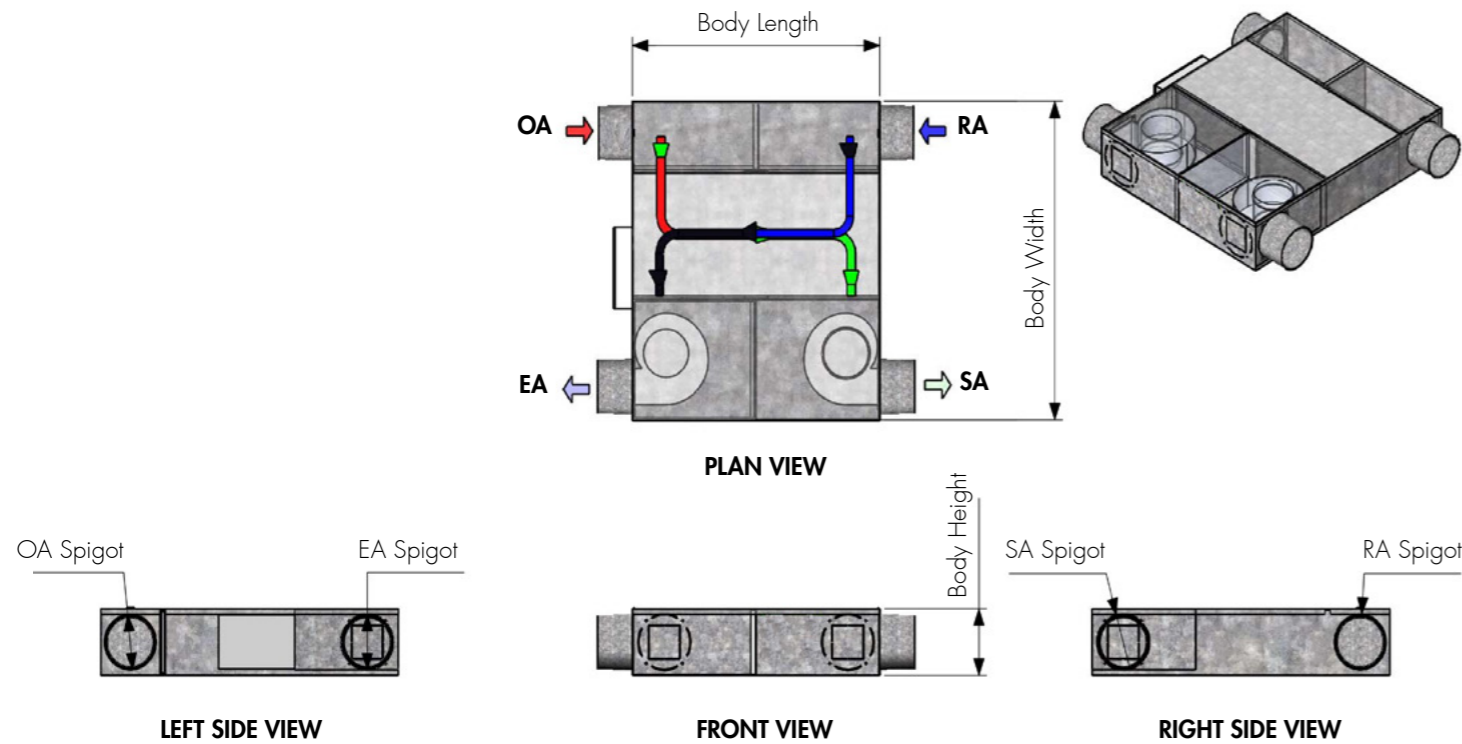 Body Length
OA
RA
Body Width
EA
SA
PLAN VIEW
Body Height
OA Spigot
EA Spigot
SA Spigot
RA Spigot
LEFT SIDE VIEW
FRONT VIEW
RIGHT SIDE VIEW